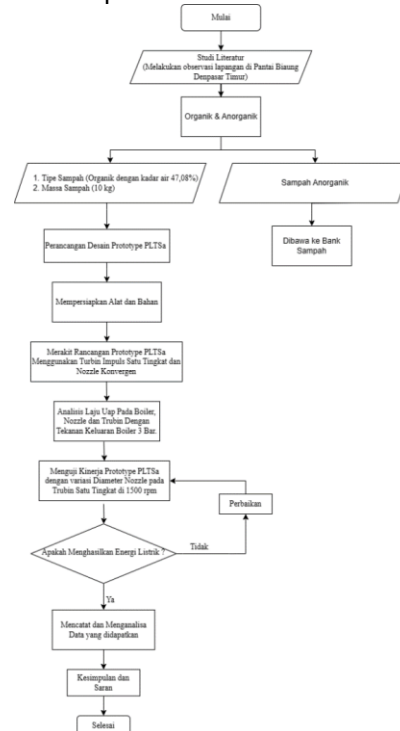 Mulai
Studi Literatur
(Melakukan observasi lapangan di Pantai Biaung
Denpasar Timur)
Organik & Anorganik
1. Tipe Sampah (Organik dengan kadar air 47,08%)
2. Massa Sampah (10 kg)
Sampah Anorganik
Perancangan Desain Prototype PLTSa
Dibawa ke Bank
Sampah
Mempersiapkan Alat dan Bahan
Merakit Rancangan Prototype PLTSa
Menggunakan Turbin Impuls Satu Tingkat dan
Nozzle Konvergen
Analisis Laju Uap Pada Boiler,
Nozzle dan Trubin Dengan
Tekanan Keluaran Boiler 3 Bar.
Menguji Kinerja Prototype PLTSa
dengan variasi Diameter Nozzle pada
Trubin Satu Tingkat di 1500 rpm
Perbaikan
Apakah Menghasilkan Energi Listrik ?
Tidak
Ya
Mencatat dan Menganalisa
Data yang didapatkan
Kesimpulan dan
Saran
Selesai